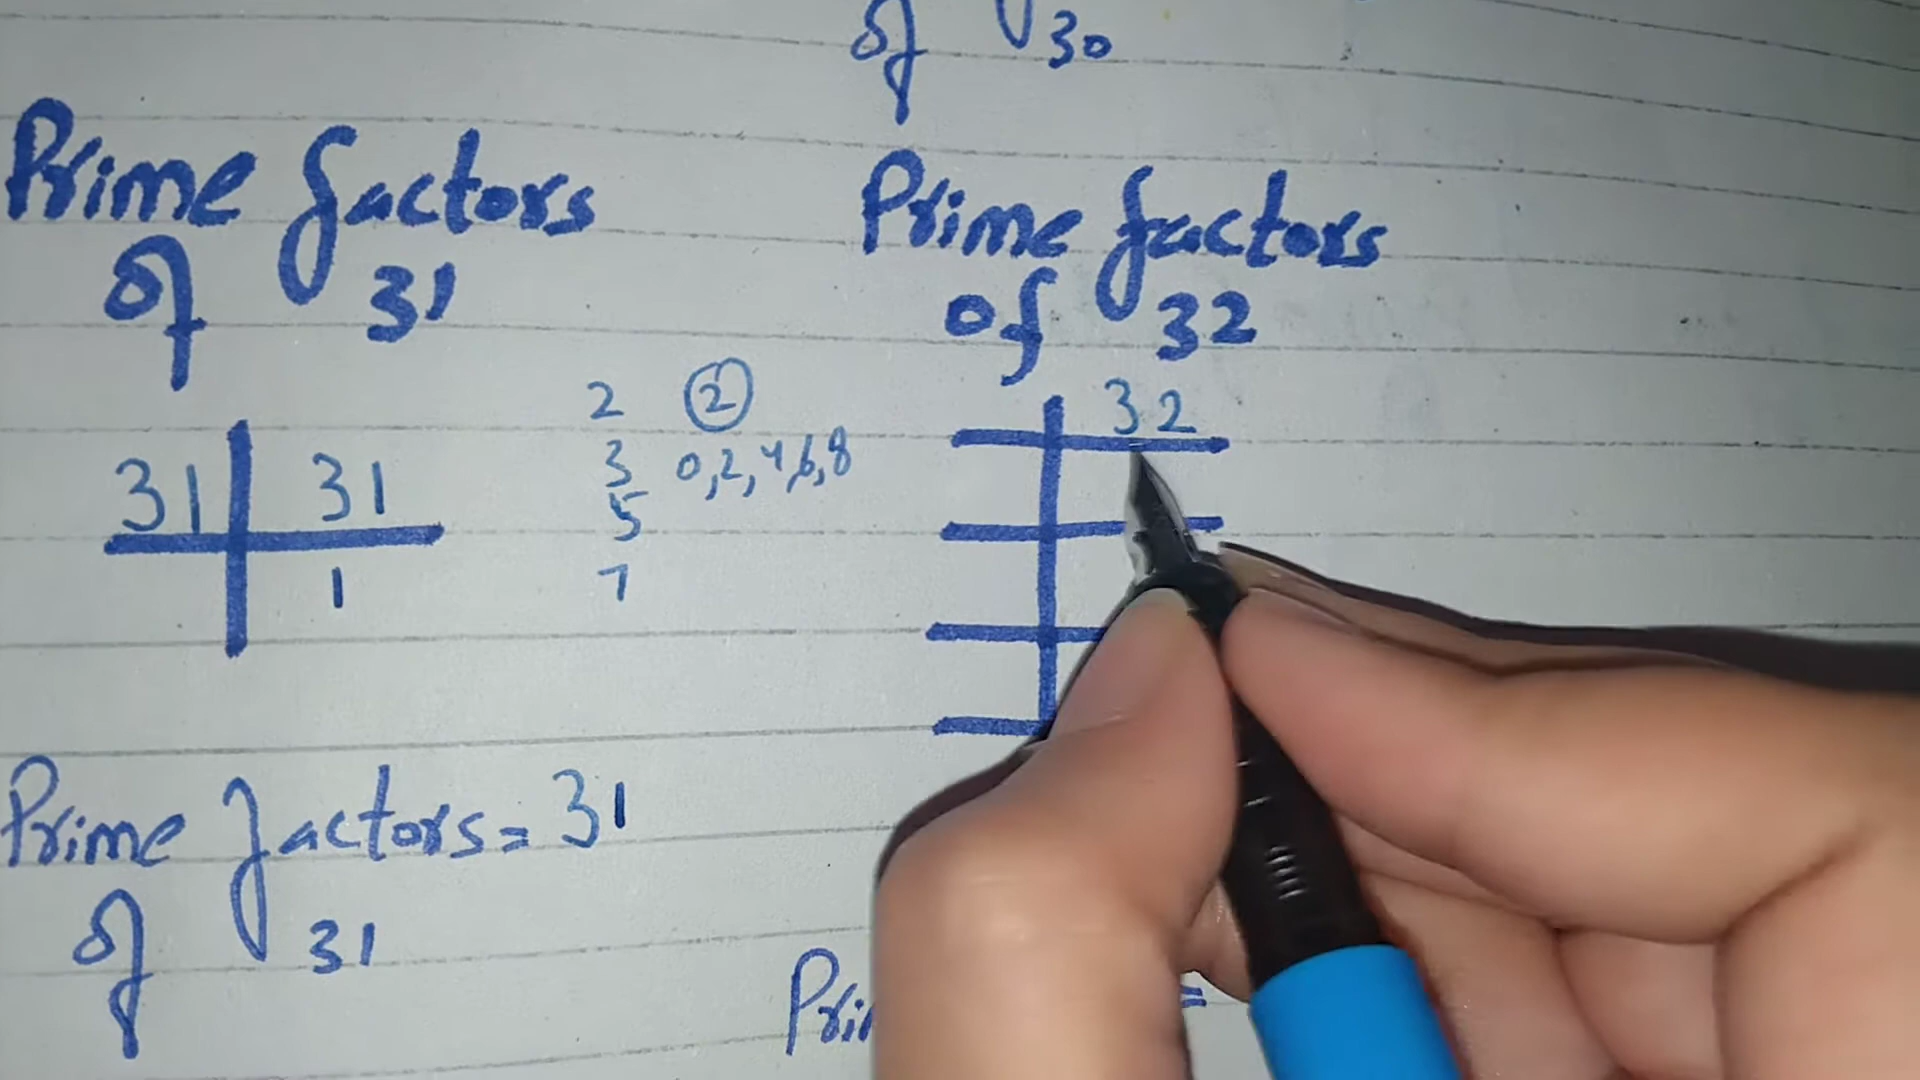 of 30
Prime factors
of 31
31 31
1
Prime factors = 31
of 31
2 2
3 0,2,4,6,8
5
7
Prime factors
of 32
32
=